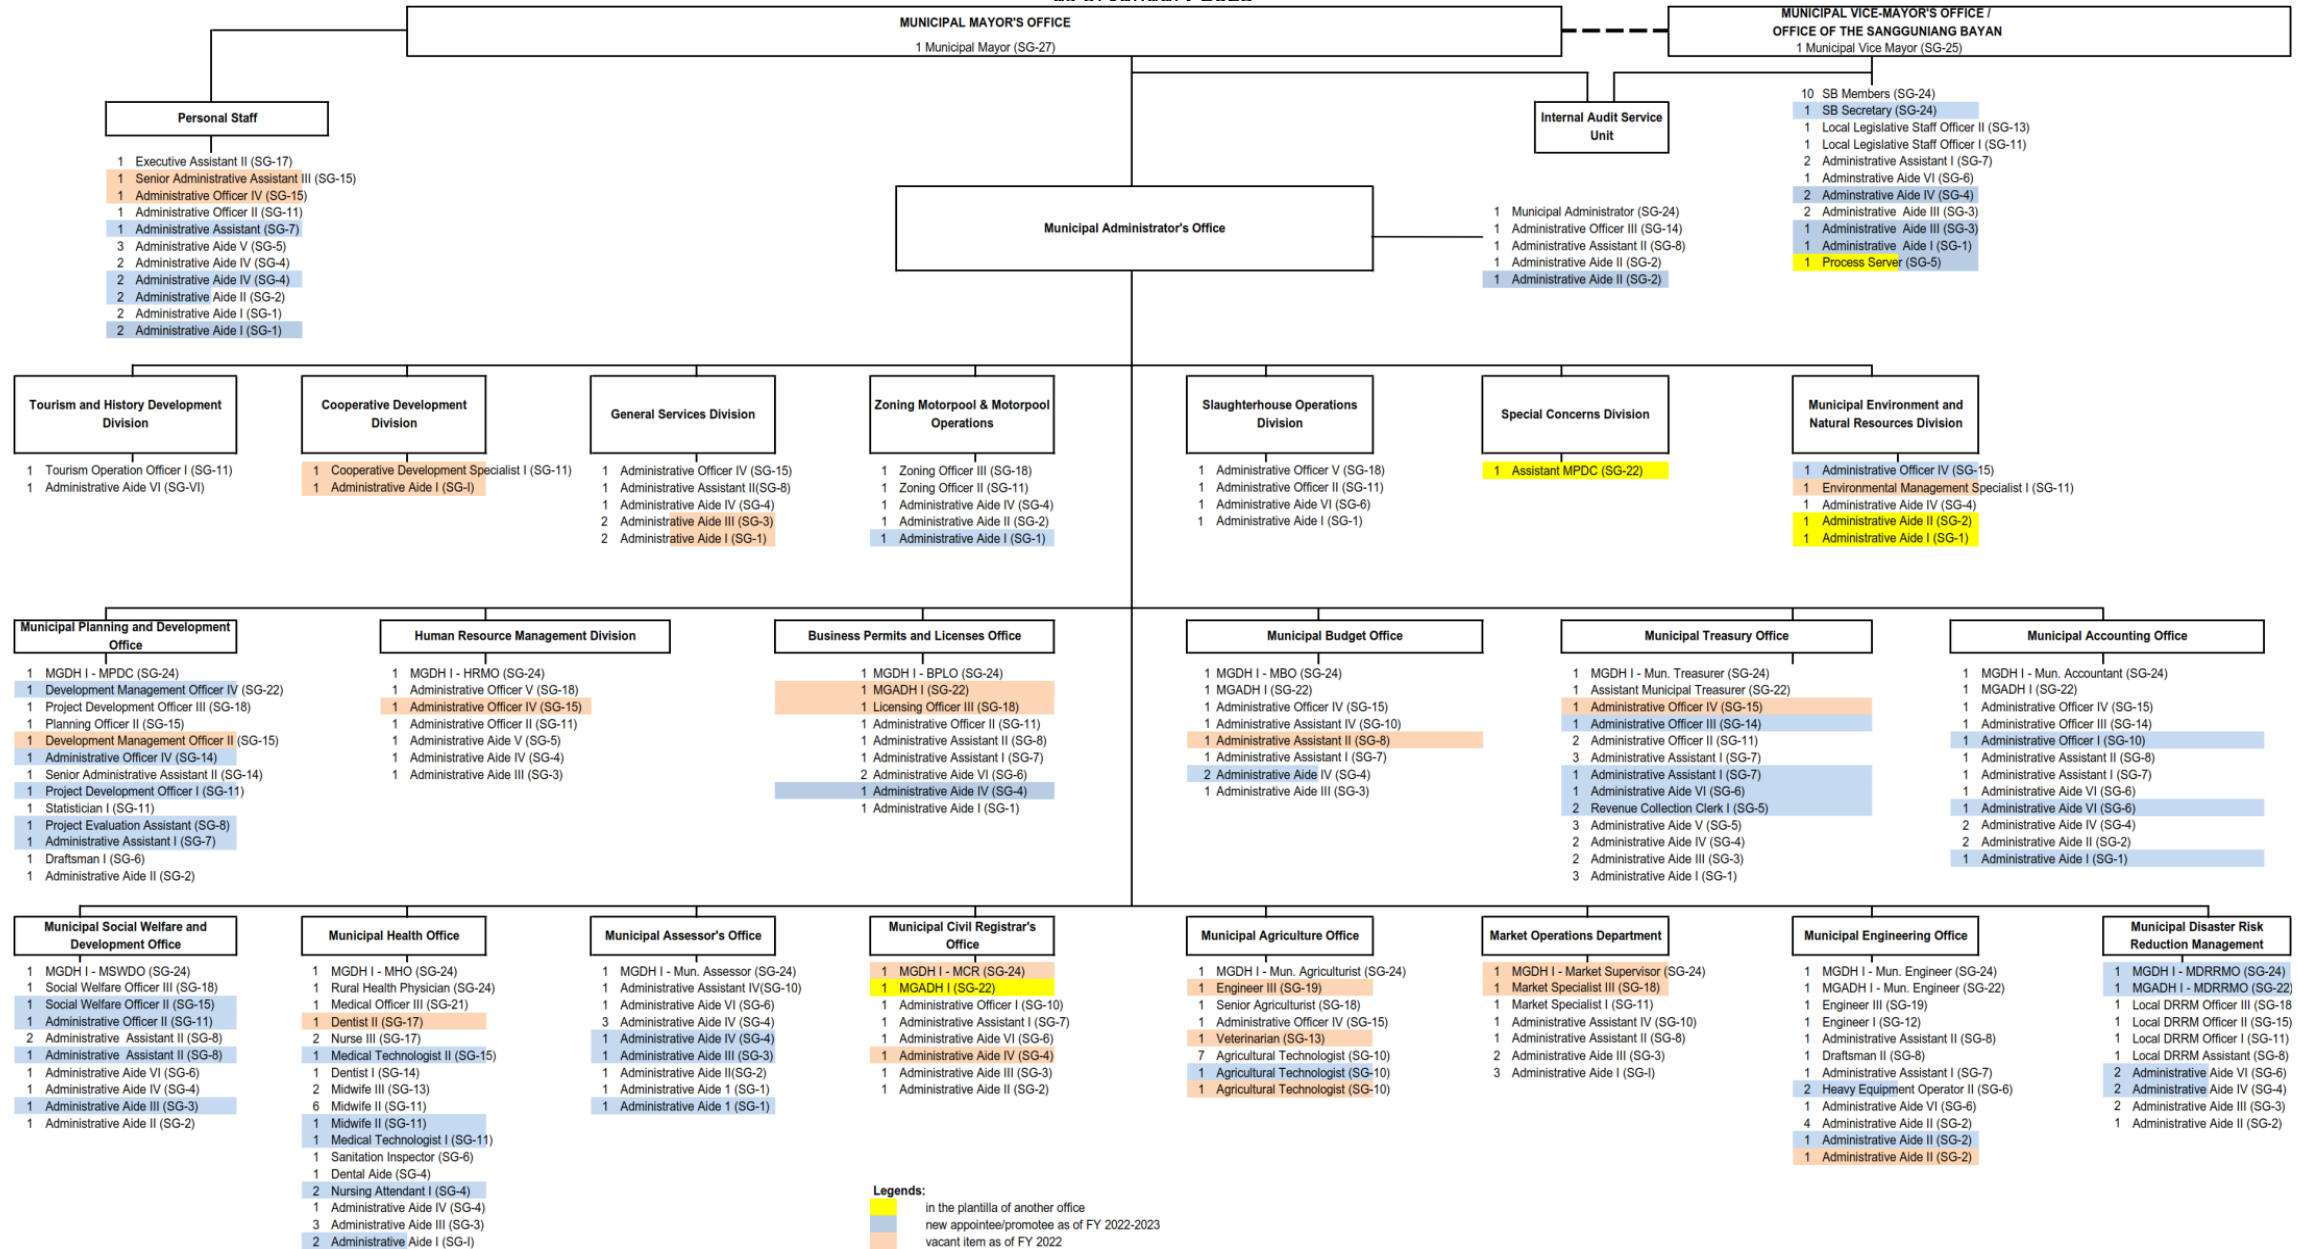 MUNICIPAL MAYOR'S OFFICE
1 Municipal Mayor (SG-27)
MUNICIPAL VICE-MAYOR'S OFFICE /
OFFICE OF THE SANGGUNIANG BAYAN
1 Municipal Vice Mayor (SG-25)
Personal Staff
1 Executive Assistant II (SG-17)
1 Senior Administrative Assistant III (SG-15)
1 Administrative Officer IV (SG-15)
1 Administrative Officer II (SG-11)
1 Administrative Assistant (SG-7)
3 Administrative Aide V (SG-5)
2 Administrative Aide IV (SG-4)
2 Administrative Aide IV (SG-4)
2 Administrative Aide II (SG-2)
2 Administrative Aide I (SG-1)
2 Administrative Aide I (SG-1)
Internal Audit Service
Unit
10 SB Members (SG-24)
1 SB Secretary (SG-24)
1 Local Legislative Staff Officer II (SG-13)
1 Local Legislative Staff Officer I (SG-11)
2 Administrative Assistant I (SG-7)
1 Adminstrative Aide VI (SG-6)
2 Administrative Aide IV (SG-4)
2 Administrative Aide III (SG-3)
1 Administrative Aide III (SG-3)
1 Administrative Aide I (SG-1)
1 Process Server (SG-5)
Municipal Administrator's Office
1 Municipal Administrator (SG-24)
1 Administrative Officer III (SG-14)
1 Administrative Assistant II (SG-8)
1 Administrative Aide II (SG-2)
1 Administrative Aide II (SG-2)
Tourism and History Development
Division
1 Tourism Operation Officer I (SG-11)
1 Administrative Aide VI (SG-VI)
Cooperative Development
Division
1 Cooperative Development Specialist I (SG-11)
1 Administrative Aide I (SG-I)
General Services Division
1 Administrative Officer IV (SG-15)
1 Administrative Assistant II(SG-8)
1 Administrative Aide IV (SG-4)
2 Administrative Aide III (SG-3)
2 Administrative Aide I (SG-1)
Zoning Motorpool & Motorpool
Operations
1 Zoning Officer III (SG-18)
1 Zoning Officer II (SG-11)
1 Administrative Aide IV (SG-4)
1 Administrative Aide II (SG-2)
1 Administrative Aide I (SG-1)
Slaughterhouse Operations
Division
1 Administrative Officer V (SG-18)
1 Administrative Officer II (SG-11)
1 Administrative Aide VI (SG-6)
1 Administrative Aide I (SG-1)
Special Concerns Division
1 Assistant MPDC (SG-22)
Municipal Environment and
Natural Resources Division
1 Administrative Officer IV (SG-15)
1 Environmental Management Specialist I (SG-11)
1 Administrative Aide IV (SG-4)
1 Administrative Aide II (SG-2)
1 Administrative Aide I (SG-1)
Municipal Planning and Development
Office
1 MGDH I - MPDC (SG-24)
1 Development Management Officer IV (SG-22)
1 Project Development Officer III (SG-18)
1 Planning Officer II (SG-15)
1 Development Management Officer II (SG-15)
1 Administrative Officer IV (SG-14)
1 Senior Administrative Assistant II (SG-14)
1 Project Development Officer I (SG-11)
1 Statistician I (SG-11)
1 Project Evaluation Assistant (SG-8)
1 Administrative Assistant I (SG-7)
1 Draftsman I (SG-6)
1 Administrative Aide II (SG-2)
Human Resource Management Division
1 MGDH I - HRMO (SG-24)
1 Administrative Officer V (SG-18)
1 Administrative Officer IV (SG-15)
1 Administrative Officer II (SG-11)
1 Administrative Aide V (SG-5)
1 Administrative Aide IV (SG-4)
1 Administrative Aide III (SG-3)
Business Permits and Licenses Office
1 MGDH I - BPLO (SG-24)
1 MGADH I (SG-22)
1 Licensing Officer III (SG-18)
1 Administrative Officer II (SG-11)
1 Administrative Assistant II (SG-8)
1 Administrative Assistant I (SG-7)
2 Administrative Aide VI (SG-6)
1 Administrative Aide IV (SG-4)
1 Administrative Aide I (SG-1)
Municipal Budget Office
1 MGDH I - MBO (SG-24)
1 MGADH I (SG-22)
1 Administrative Officer IV (SG-15)
1 Administrative Assistant IV (SG-10)
1 Administrative Assistant II (SG-8)
1 Administrative Assistant I (SG-7)
2 Administrative Aide IV (SG-4)
1 Administrative Aide III (SG-3)
Municipal Treasury Office
1 MGDH I - Mun. Treasurer (SG-24)
1 Assistant Municipal Treasurer (SG-22)
1 Administrative Officer IV (SG-15)
1 Administrative Officer III (SG-14)
2 Administrative Officer II (SG-11)
3 Administrative Assistant I (SG-7)
1 Administrative Assistant I (SG-7)
1 Administrative Aide VI (SG-6)
2 Revenue Collection Clerk I (SG-5)
3 Administrative Aide V (SG-5)
2 Administrative Aide IV (SG-4)
2 Administrative Aide III (SG-3)
3 Administrative Aide I (SG-1)
Municipal Accounting Office
1 MGDH I - Mun. Accountant (SG-24)
1 MGADH I (SG-22)
1 Administrative Officer IV (SG-15)
1 Administrative Officer III (SG-14)
1 Administrative Officer I (SG-10)
1 Administrative Assistant II (SG-8)
1 Administrative Assistant I (SG-7)
1 Administrative Aide VI (SG-6)
1 Administrative Aide VI (SG-6)
2 Administrative Aide IV (SG-4)
2 Administrative Aide II (SG-2)
1 Administrative Aide I (SG-1)
Municipal Social Welfare and
Development Office
1 MGDH I - MSWDO (SG-24)
1 Social Welfare Officer III (SG-18)
1 Social Welfare Officer II (SG-15)
1 Administrative Officer II (SG-11)
2 Administrative Assistant II (SG-8)
1 Administrative Assistant II (SG-8)
1 Administrative Aide VI (SG-6)
1 Administrative Aide IV (SG-4)
1 Administrative Aide III (SG-3)
1 Administrative Aide II (SG-2)
Municipal Health Office
1 MGDH I - MHO (SG-24)
1 Rural Health Physician (SG-24)
1 Medical Officer III (SG-21)
1 Dentist II (SG-17)
2 Nurse III (SG-17)
1 Medical Technologist II (SG-15)
1 Dentist I (SG-14)
2 Midwife III (SG-13)
6 Midwife II (SG-11)
1 Midwife II (SG-11)
1 Medical Technologist I (SG-11)
1 Sanitation Inspector (SG-6)
1 Dental Aide (SG-4)
2 Nursing Attendant I (SG-4)
1 Administrative Aide IV (SG-4)
3 Administrative Aide III (SG-3)
2 Administrative Aide I (SG-I)
Municipal Assessor's Office
1 MGDH I - Mun. Assessor (SG-24)
1 Administrative Assistant IV(SG-10)
1 Administrative Aide VI (SG-6)
3 Administrative Aide IV (SG-4)
1 Administrative Aide IV (SG-4)
1 Administrative Aide III (SG-3)
1 Administrative Aide II(SG-2)
1 Administrative Aide 1 (SG-1)
1 Administrative Aide 1 (SG-1)
Municipal Civil Registrar's
Office
1 MGDH I - MCR (SG-24)
1 MGADH I (SG-22)
1 Administrative Officer I (SG-10)
1 Administrative Assistant I (SG-7)
1 Administrative Aide VI (SG-6)
1 Administrative Aide IV (SG-4)
1 Administrative Aide III (SG-3)
1 Administrative Aide II (SG-2)
Municipal Agriculture Office
1 MGDH I - Mun. Agriculturist (SG-24)
1 Engineer III (SG-19)
1 Senior Agriculturist (SG-18)
1 Administrative Officer IV (SG-15)
1 Veterinarian (SG-13)
7 Agricultural Technologist (SG-10)
1 Agricultural Technologist (SG-10)
1 Agricultural Technologist (SG-10)
Market Operations Department
1 MGDH I - Market Supervisor (SG-24)
1 Market Specialist III (SG-18)
1 Market Specialist I (SG-11)
1 Administrative Assistant IV (SG-10)
1 Administrative Assistant II (SG-8)
2 Administrative Aide III (SG-3)
3 Administrative Aide I (SG-I)
Municipal Engineering Office
1 MGDH I - Mun. Engineer (SG-24)
1 MGADH I - Mun. Engineer (SG-22)
1 Engineer III (SG-19)
1 Engineer I (SG-12)
1 Administrative Assistant II (SG-8)
1 Draftsman II (SG-8)
1 Administrative Assistant I (SG-7)
2 Heavy Equipment Operator II (SG-6)
1 Administrative Aide VI (SG-6)
4 Administrative Aide II (SG-2)
1 Administrative Aide II (SG-2)
1 Administrative Aide II (SG-2)
Municipal Disaster Risk
Reduction Management
1 MGDH I - MDRRMO (SG-24)
1 MGADH I - MDRRMO (SG-22)
1 Local DRRM Officer III (SG-18
1 Local DRRM Officer II (SG-15)
1 Local DRRM Officer I (SG-11)
1 Local DRRM Assistant (SG-8)
2 Administrative Aide VI (SG-6)
2 Administrative Aide IV (SG-4)
2 Administrative Aide III (SG-3)
1 Administrative Aide II (SG-2)
Legends:
in the plantilla of another office
new appointee/promotee as of FY 2022-2023
vacant item as of FY 2022